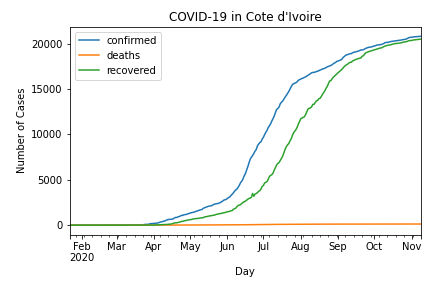 COVID-19 in Cote d'Ivoire
confirmed
deaths
recovered
Number of Cases
20000
15000
10000
5000
0
Feb Mar Apr May Jun Jul Aug Sep Oct Nov
2020
Day